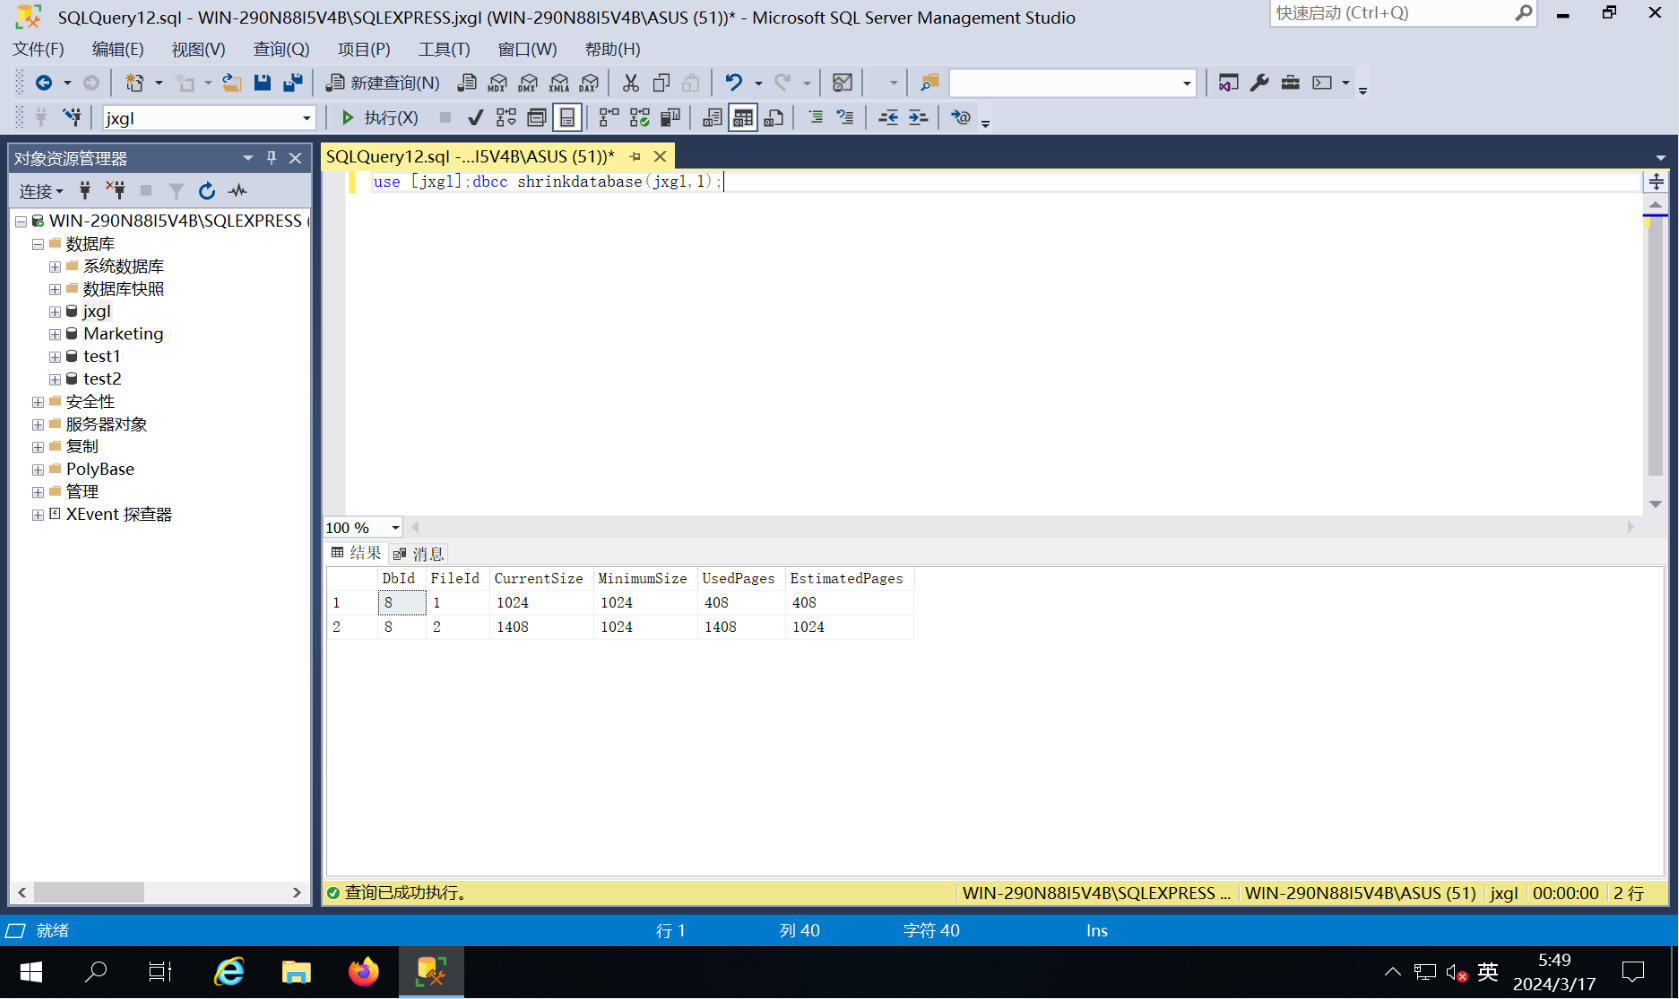 SQLQuery12.sql - WIN-290N88I5V4B\SQLEXPRESS.jxgl (WIN-290N88I5V4B\ASUS (51))* - Microsoft SQL Server Management Studio
快速启动 (Ctrl+Q)
文件(F) 编辑(E) 视图(V) 查询(Q) 项目(P) 工具(T) 窗口(W) 帮助(H)
新建查询(N) MDX DMX XMLA DAX
jxgl 执行(X)
对象资源管理器
SQLQuery12.sql -...I5V4B\ASUS (51))*
连接
use [jxgl];dbcc shrinkdatabase(jxgl,1);
WIN-290N88I5V4B\SQLEXPRESS (
数据库
系统数据库
数据库快照
jxgl
Marketing
test1
test2
安全性
服务器对象
复制
PolyBase
管理
XEvent 探查器
100 %
结果 消息
DbId FileId CurrentSize MinimumSize UsedPages EstimatedPages
1 8 1 1024 1024 408 408
2 8 2 1408 1024 1408 1024
查询已成功执行。 WIN-290N88I5V4B\SQLEXPRESS ... WIN-290N88I5V4B\ASUS (51) jxgl 00:00:00 2 行
就绪 行 1 列 40 字符 40 Ins
英
5:49
2024/3/17